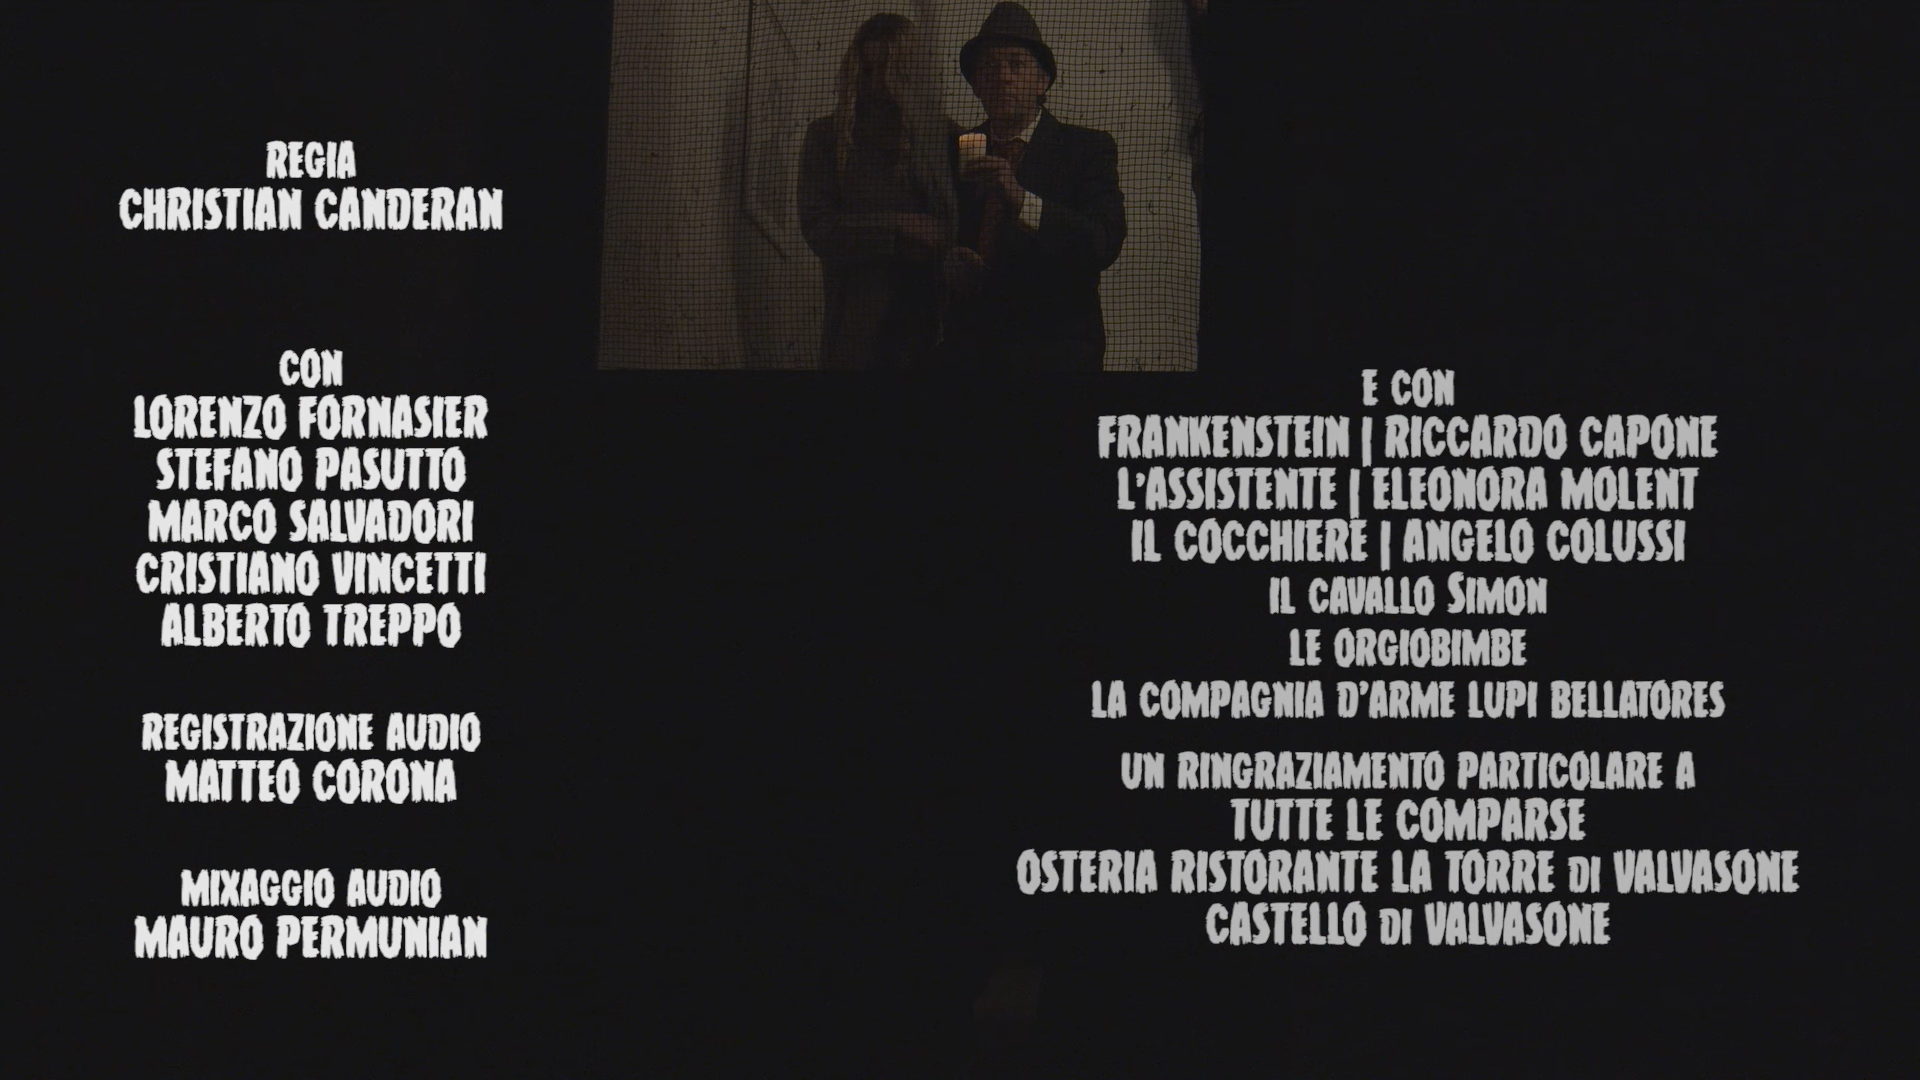 REGIA
CHRISTIAN CANDERAN
CON
LORENZO FORNASIER
STEFANO PASUTTO
MARCO SALVADORI
CRISTIANO VINCETTI
ALBERTO TREPPO
REGISTRAZIONE AUDIO
MATTEO CORONA
MIXAGGIO AUDIO
MAURO PERMUNIAN
E CON
FRANKENSTEIN | RICCARDO CAPONE
L'ASSISTENTE | ELEONORA MOLENT
IL COCCHIERE | ANGELO COLUSSI
IL CAVALLO SIMON
LE ORGIOBIMBE
LA COMPAGNIA D'ARME LUPI BELLATORES
UN RINGRAZIAMENTO PARTICOLARE A
TUTTE LE COMPARSE
OSTERIA RISTORANTE LA TORRE DI VALVASONE
CASTELLO DI VALVASONE